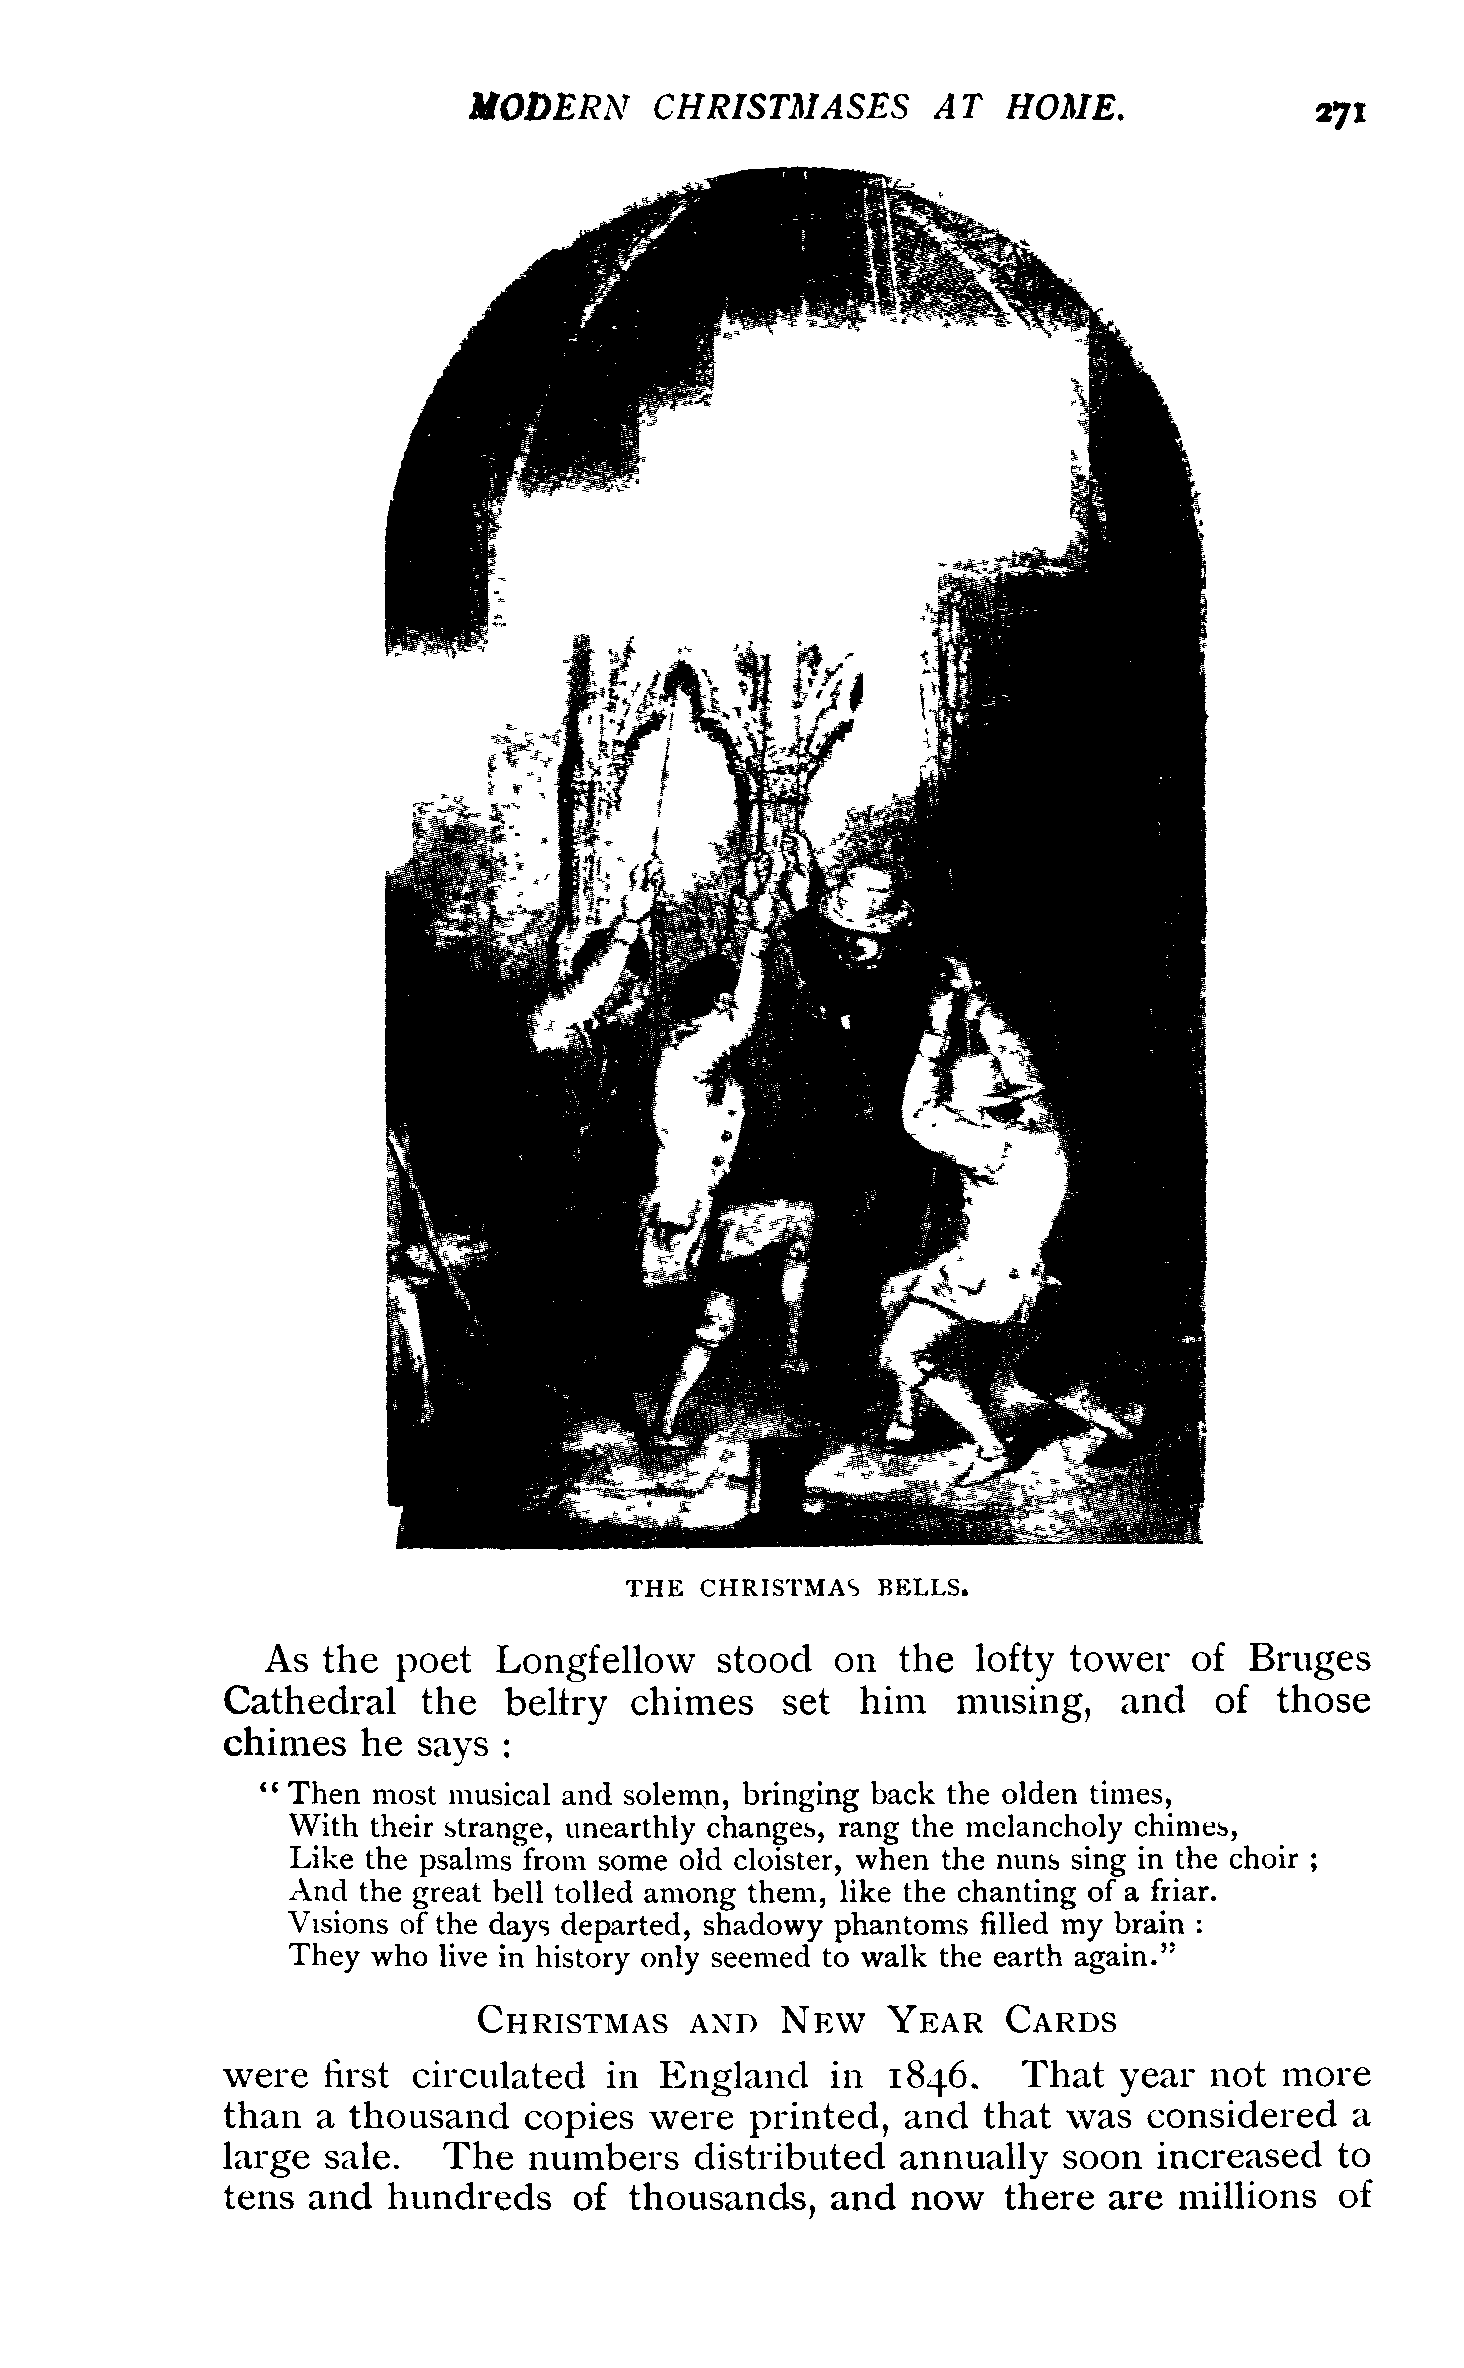 MODERN CHRISTMASES AT HOME. 271
THE CHRISTMAS BELLS.
As the poet Longfellow stood on the lofty tower of Bruges
Cathedral the belfry chimes set him musing, and of those
chimes he says :
“ Then most musical and solemn, bringing back the olden times,
With their strange, unearthly changes, rang the melancholy chimes,
Like the psalms from some old cloister, when the nuns sing in the choir ;
And the great bell tolled among them, like the chanting of a friar.
Visions of the days departed, shadowy phantoms filled my brain :
They who live in history only seemed to walk the earth again.”
CHRISTMAS AND NEW YEAR CARDS
were first circulated in England in 1846. That year not more
than a thousand copies were printed, and that was considered a
large sale. The numbers distributed annually soon increased to
tens and hundreds of thousands, and now there are millions of